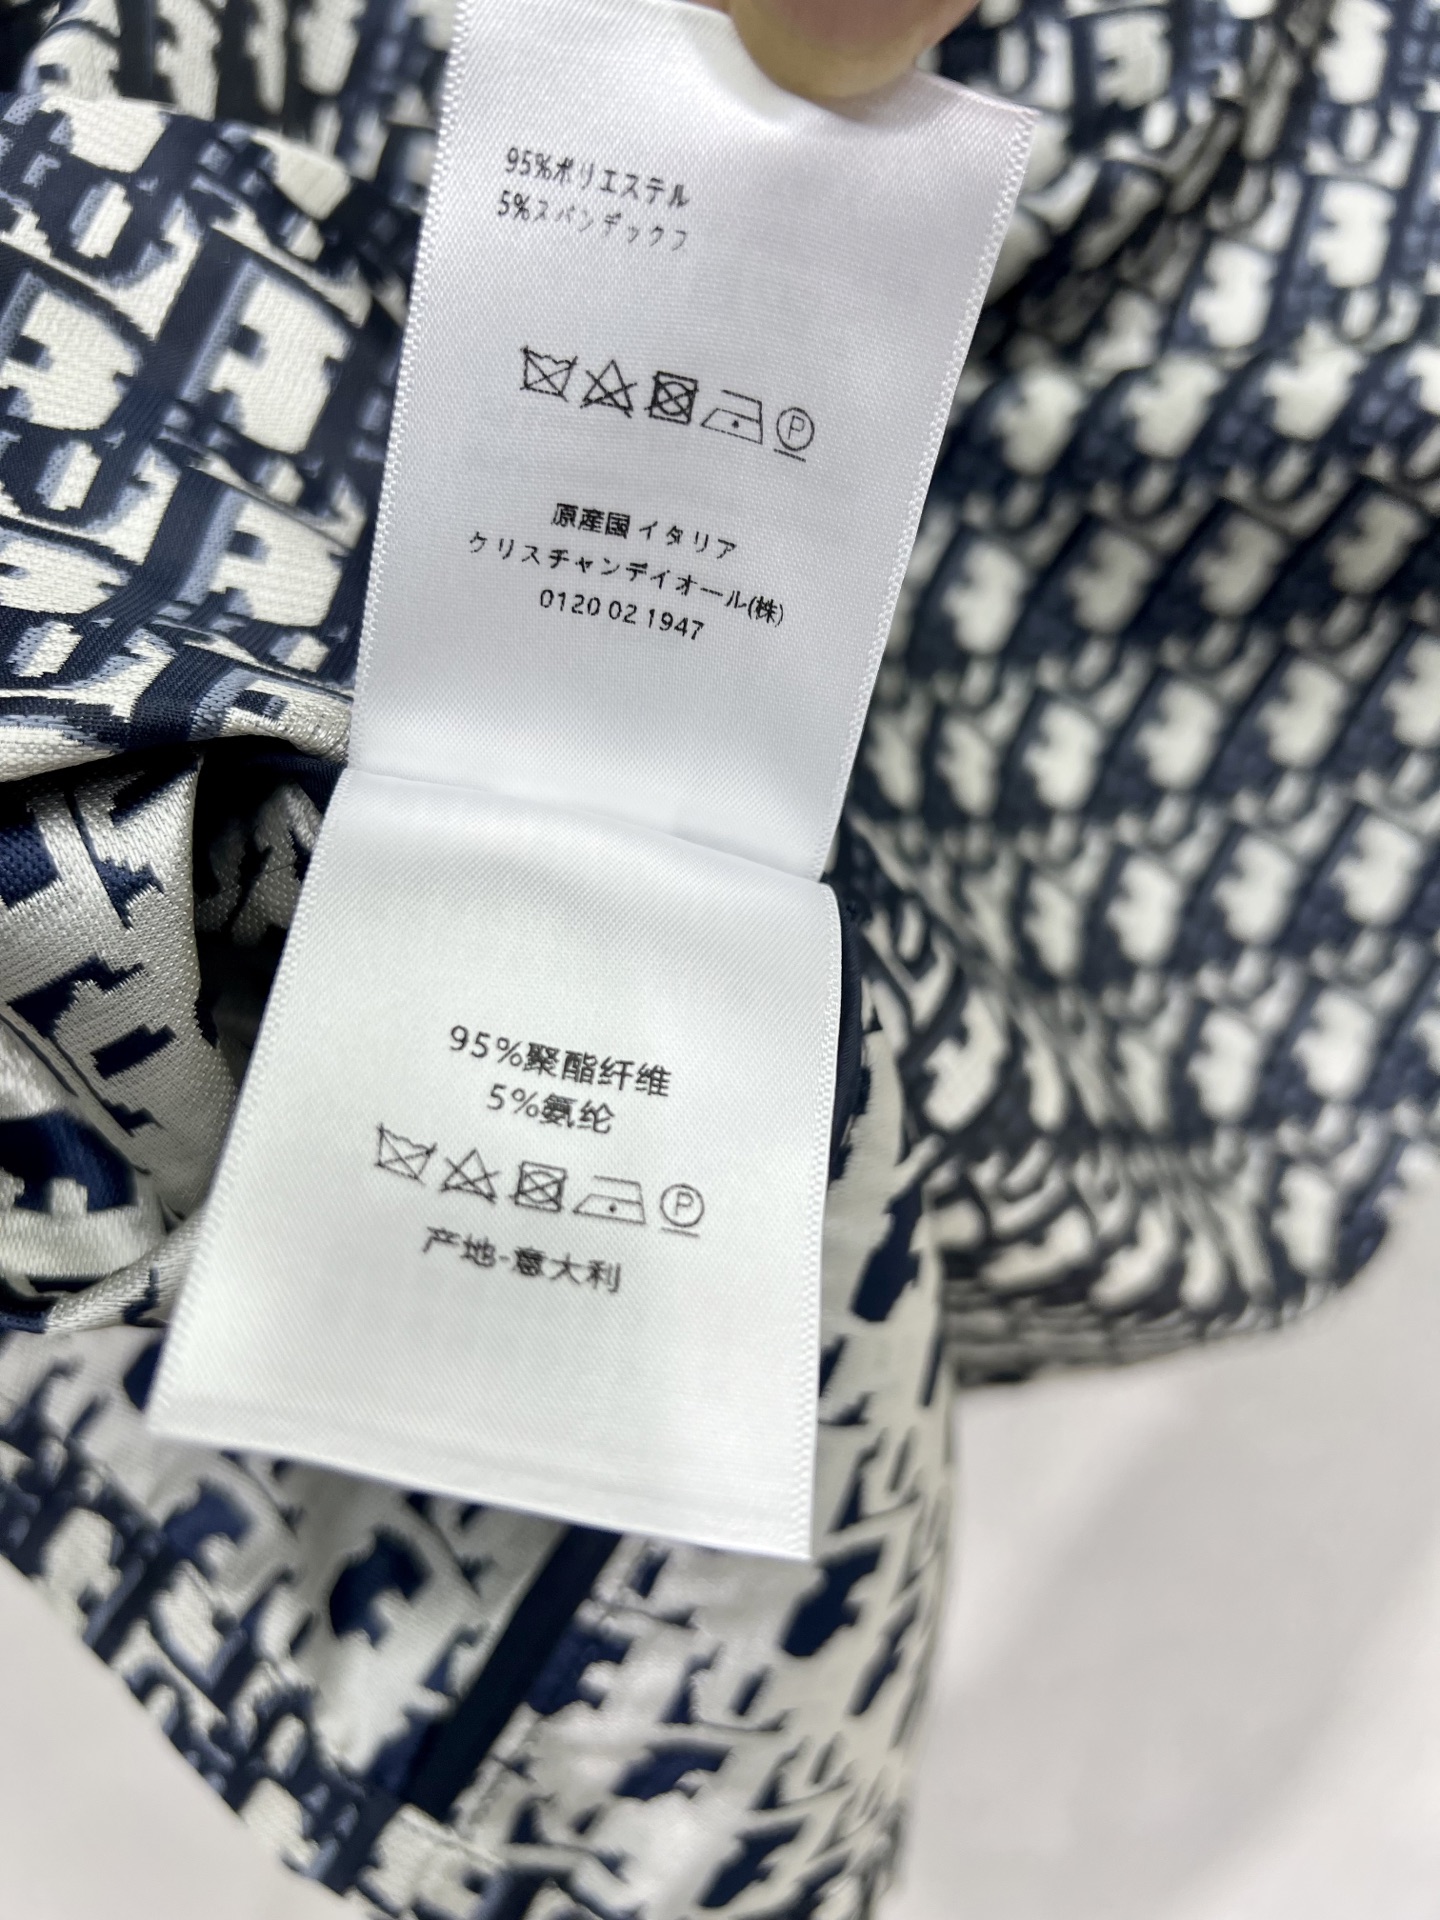 95%ポリエステル
5%スパンデックフ
P
原産国 イタリア
クリスチャンデイオール(株)
0120 02 1947
95%聚酯纤维
5%氨纶
P
产地-意大利